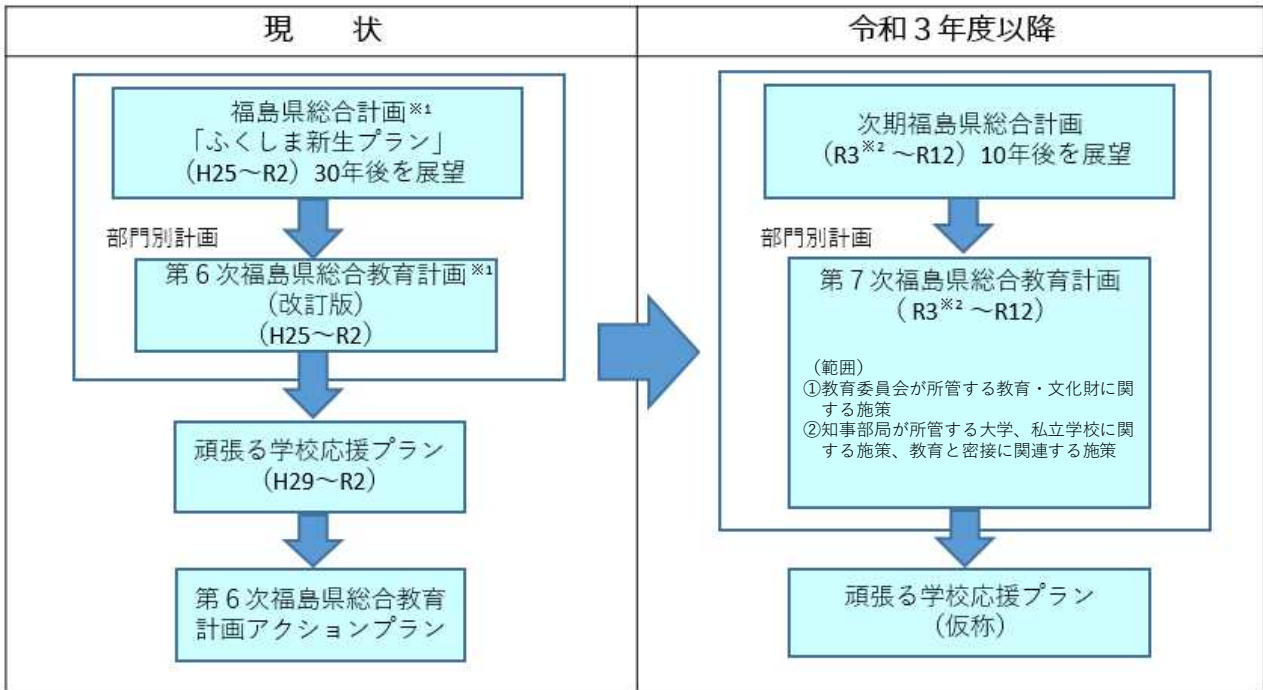 現　状
福島県総合計画※1
「ふくしま新生プラン」
(H25～R2) 30年後を展望
部門別計画
第６次福島県総合教育計画※1
(改訂版)
(H25～R2)
頑張る学校応援プラン
(H29～R2)
第６次福島県総合教育
計画アクションプラン
令和３年度以降
次期福島県総合計画
(R3※2 ～R12) 10年後を展望
部門別計画
第７次福島県総合教育計画
( R3※2 ～R12)
(範囲)
①教育委員会が所管する教育・文化財に関
する施策
②知事部局が所管する大学、私立学校に関
する施策、教育と密接に関連する施策
頑張る学校応援プラン
(仮称)